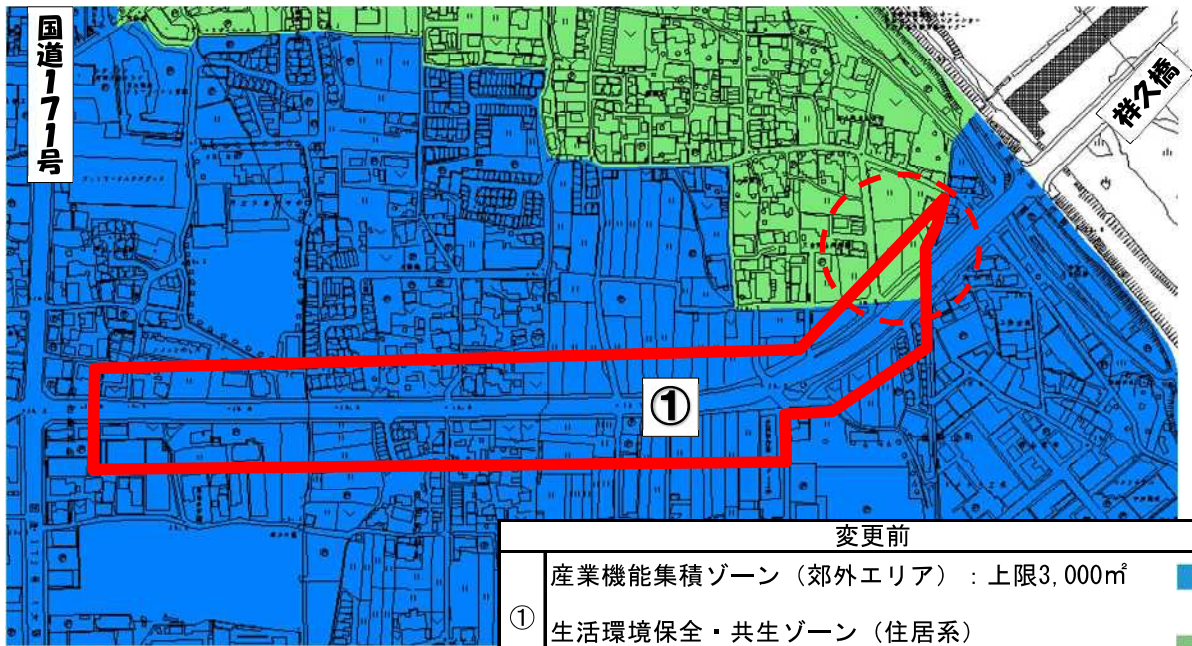 国道171号
祥久橋
①
変更前
① 産業機能集積ゾーン（郊外エリア）：上限3,000㎡
生活環境保全・共生ゾーン（住居系）